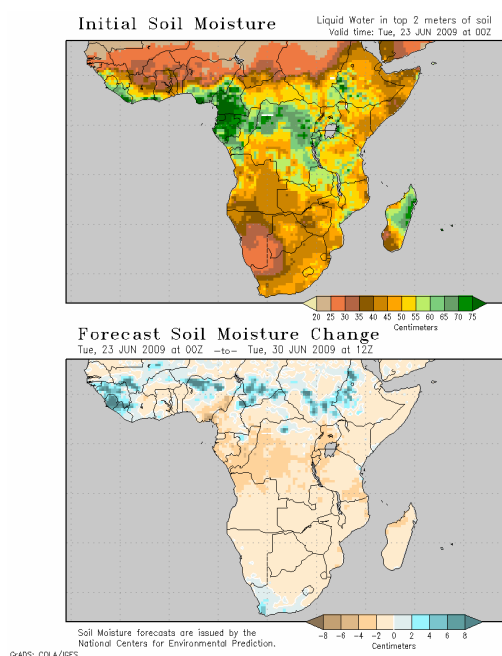 Initial Soil Moisture
Liquid Water in top 2 meters of soil
Valid time: Tue, 23 JUN 2009 at 00Z
20 25 30 35 40 45 50 55 60 65 70 75
Centimeters
Forecast Soil Moisture Change
Tue, 23 JUN 2009 at 00Z -to- Tue, 30 JUN 2009 at 12Z
-8 -6 -4 -2 0 2 4 6 8
Centimeters
Soil Moisture forecasts are issued by the
National Centers for Environmental Prediction.
GrADS: COLA/IGES